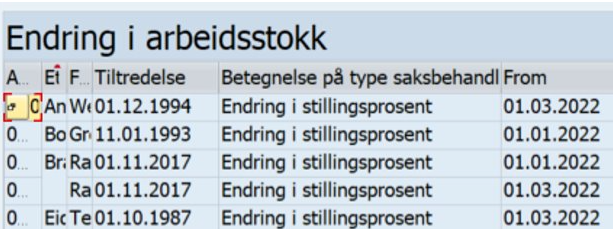 Endring i arbeidsstokk
A... Et F... Tiltredelse Betegnelse på type saksbehandl From
0 An We 01.12.1994 Endring i stillingsprosent 01.03.2022
0... Bo Gr 11.01.1993 Endring i stillingsprosent 01.01.2022
0... Bra Ra 01.11.2017 Endring i stillingsprosent 01.01.2022
0... Ra 01.11.2017 Endring i stillingsprosent 01.03.2022
0... Eic Te 01.10.1987 Endring i stillingsprosent 01.03.2022